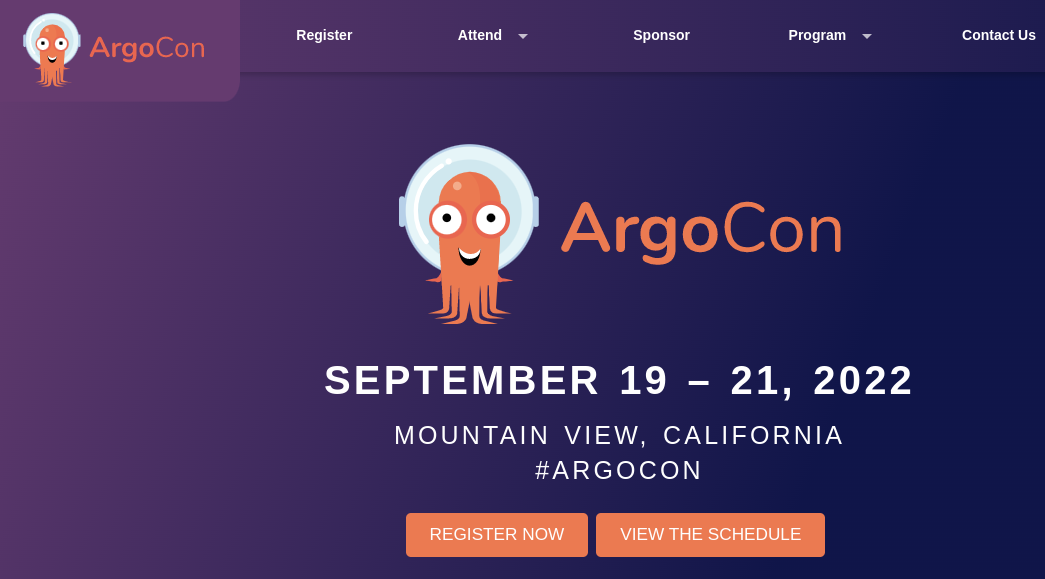 ArgoCon
Register
Attend
Sponsor
Program
Contact Us
ArgoCon
SEPTEMBER 19 – 21, 2022
MOUNTAIN VIEW, CALIFORNIA
#ARGOCON
REGISTER NOW
VIEW THE SCHEDULE